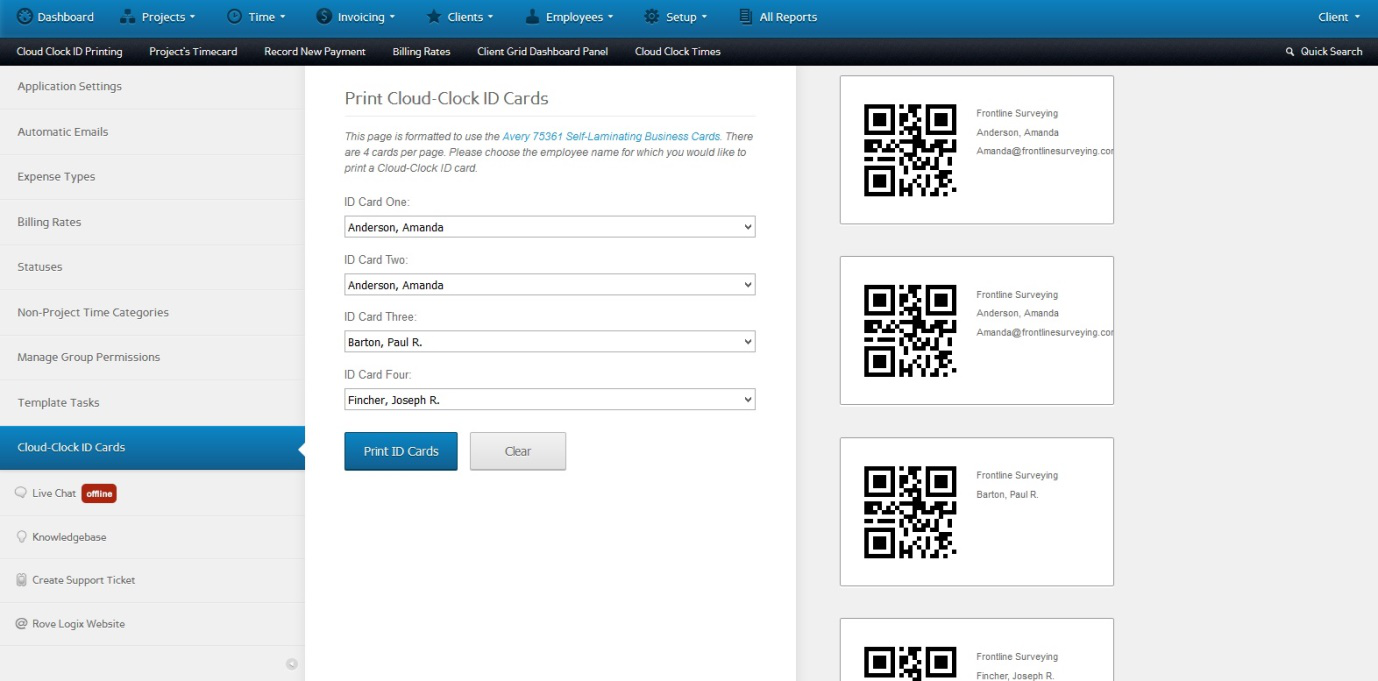 Dashboard Projects Time Invoicing Clients Employees Setup All Reports Client
Cloud Clock ID Printing Project's Timecard Record New Payment Billing Rates Client Grid Dashboard Panel Cloud Clock Times Quick Search
Application Settings
Automatic Emails
Expense Types
Billing Rates
Statuses
Non-Project Time Categories
Manage Group Permissions
Template Tasks
Cloud-Clock ID Cards
Live Chat offline
Knowledgebase
Create Support Ticket
Rove Logix Website
Print Cloud-Clock ID Cards
This page is formatted to use the Avery 75361 Self-Laminating Business Cards. There
are 4 cards per page. Please choose the employee name for which you would like to
print a Cloud-Clock ID card.
ID Card One:
Anderson, Amanda
ID Card Two:
Anderson, Amanda
ID Card Three:
Barton, Paul R.
ID Card Four:
Fincher, Joseph R.
Print ID Cards Clear
Frontline Surveying
Anderson, Amanda
Amanda@frontlinesurveying.com
Frontline Surveying
Anderson, Amanda
Amanda@frontlinesurveying.com
Frontline Surveying
Barton, Paul R.
Frontline Surveying
Fincher, Joseph R.